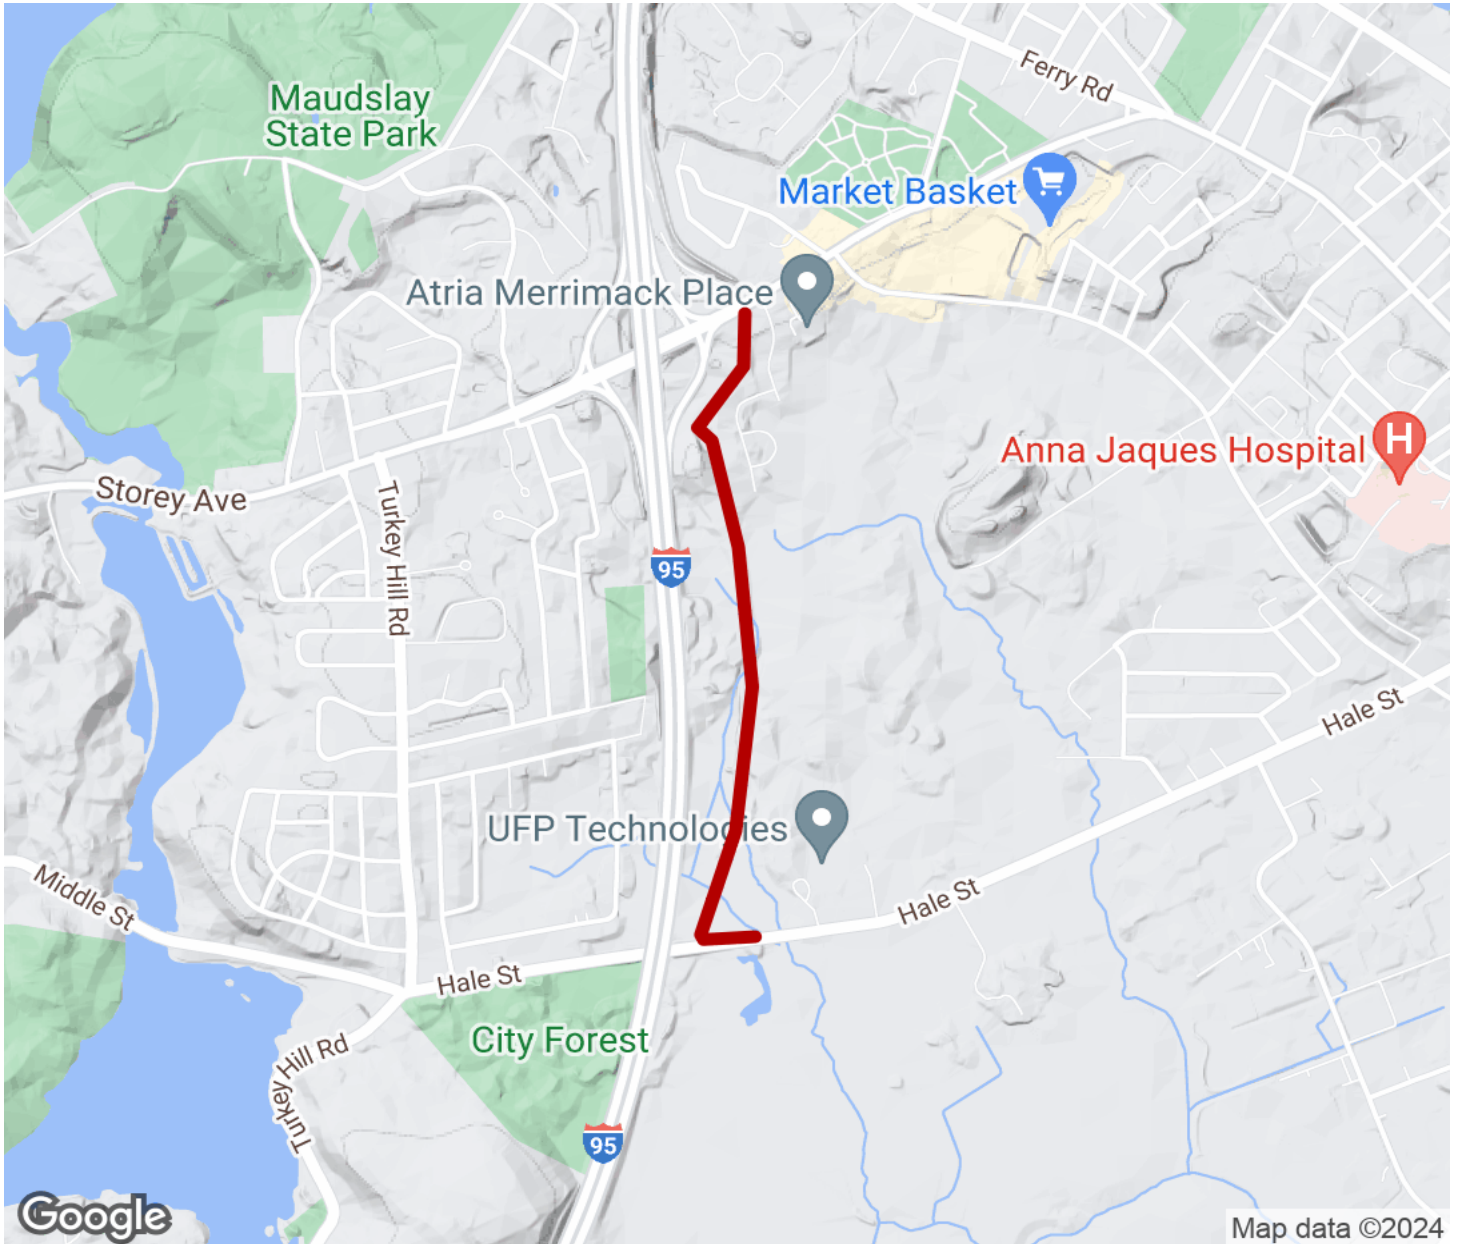 Ferry Rd
Maudslay
State Park
Market Basket
Atria Merrimack Place
Anna Jaques Hospital
H
Storey Ave
Turkey Hill Rd
95
Hale St
UFP Technologies
Middle St
Hale St
Hale St
City Forest
Turkey Hill Rd
95
Google
Map data ©2024